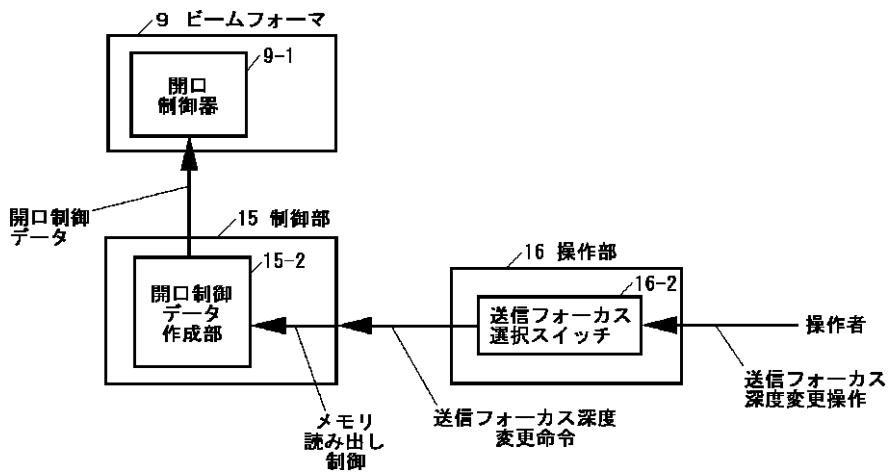 9 ビームフォーマ
9-1
開口
制御器
開口制御
データ
15 制御部
15-2
開口制御
データ
作成部
16 操作部
16-2
送信フォーカス
選択スイッチ
操作者
送信フォーカス
深度変更操作
送信フォーカス深度
変更命令
メモリ
読み出し
制御